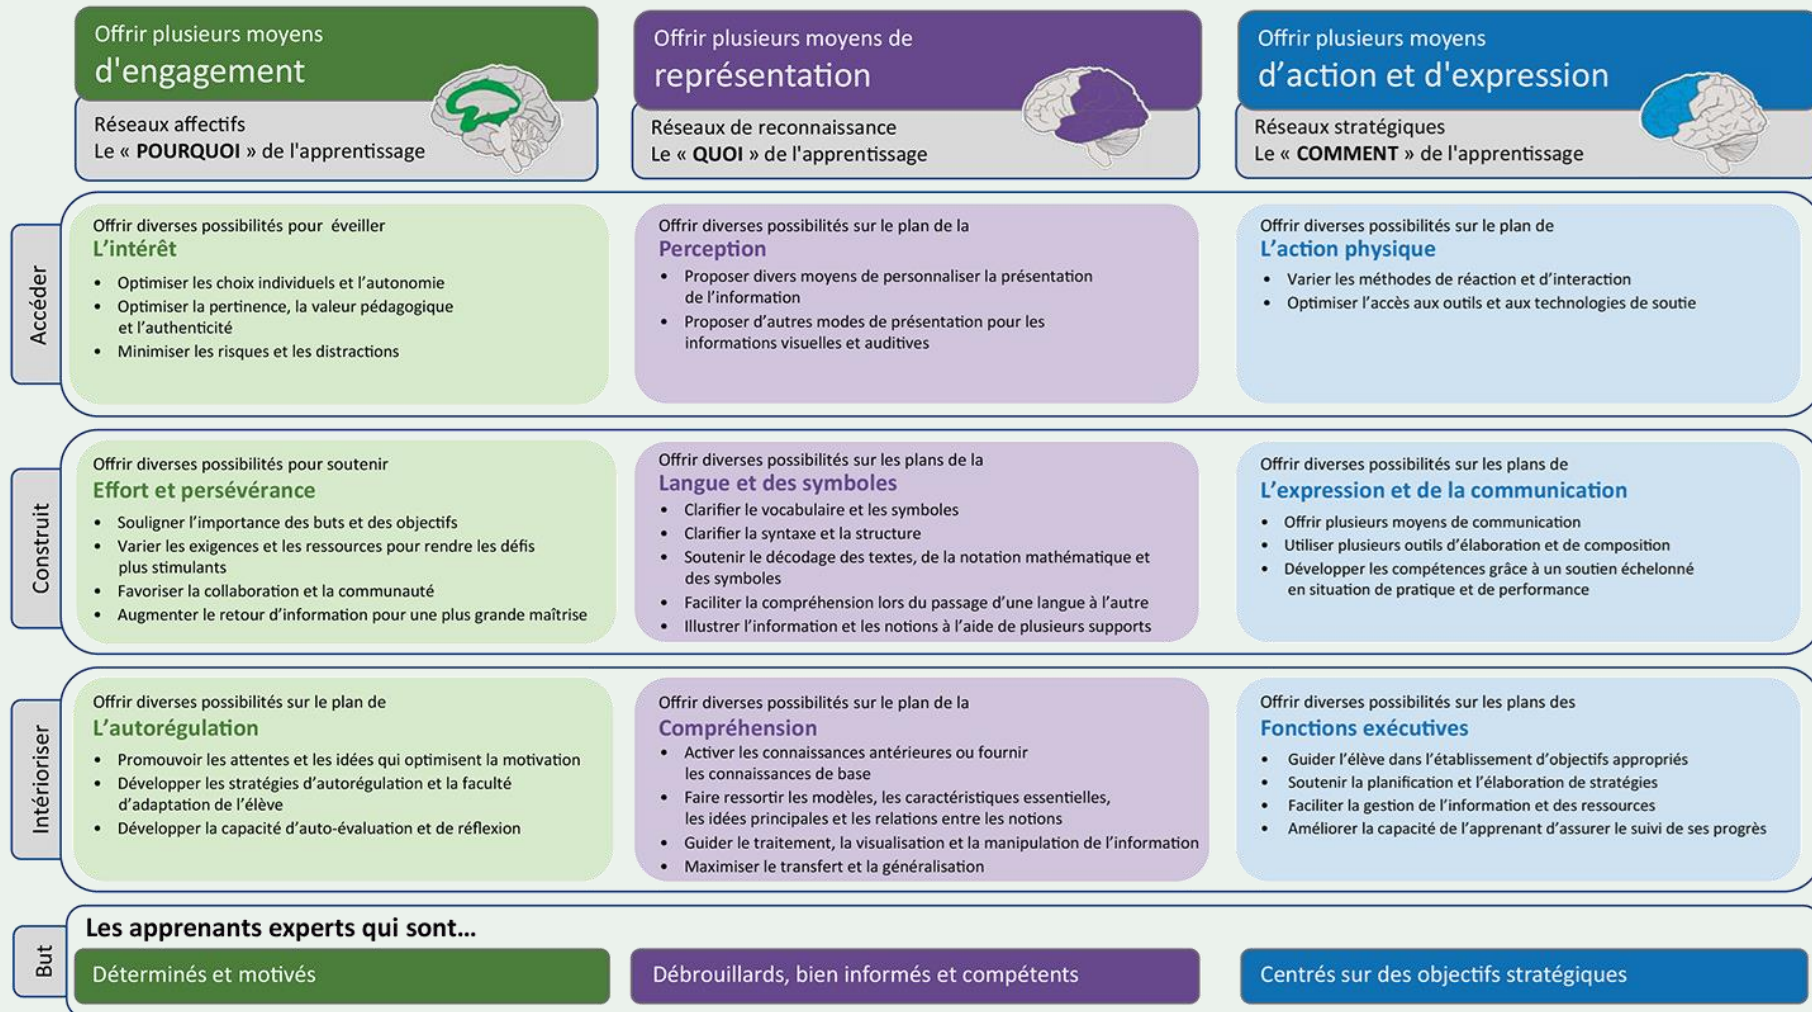 Offrir plusieurs moyens
d'engagement
Réseaux affectifs
Le « POURQUOI » de l'apprentissage
Offrir plusieurs moyens de
représentation
Réseaux de reconnaissance
Le « QUOI » de l'apprentissage
Offrir plusieurs moyens
d’action et d'expression
Réseaux stratégiques
Le « COMMENT » de l'apprentissage
Accéder
Offrir diverses possibilités pour éveiller
L’intérêt
• Optimiser les choix individuels et l’autonomie
• Optimiser la pertinence, la valeur pédagogique
et l’authenticité
• Minimiser les risques et les distractions
Offrir diverses possibilités sur le plan de la
Perception
• Proposer divers moyens de personnaliser la présentation
de l’information
• Proposer d’autres modes de présentation pour les
informations visuelles et auditives
Offrir diverses possibilités sur le plan de
L’action physique
• Varier les méthodes de réaction et d’interaction
• Optimiser l’accès aux outils et aux technologies de soutie
Construit
Offrir diverses possibilités pour soutenir
Effort et persévérance
• Souligner l’importance des buts et des objectifs
• Varier les exigences et les ressources pour rendre les défis
plus stimulants
• Favoriser la collaboration et la communauté
• Augmenter le retour d’information pour une plus grande maîtrise
Offrir diverses possibilités sur les plans de la
Langue et des symboles
• Clarifier le vocabulaire et les symboles
• Clarifier la syntaxe et la structure
• Soutenir le décodage des textes, de la notation mathématique et
des symboles
• Faciliter la compréhension lors du passage d’une langue à l’autre
• Illustrer l’information et les notions à l’aide de plusieurs supports
Offrir diverses possibilités sur les plans de
L’expression et de la communication
• Offrir plusieurs moyens de communication
• Utiliser plusieurs outils d’élaboration et de composition
• Développer les compétences grâce à un soutien échelonné
en situation de pratique et de performance
Intérioriser
Offrir diverses possibilités sur le plan de
L’autorégulation
• Promouvoir les attentes et les idées qui optimisent la motivation
• Développer les stratégies d’autorégulation et la faculté
d’adaptation de l’élève
• Développer la capacité d’auto-évaluation et de réflexion
Offrir diverses possibilités sur le plan de la
Compréhension
• Activer les connaissances antérieures ou fournir
les connaissances de base
• Faire ressortir les modèles, les caractéristiques essentielles,
les idées principales et les relations entre les notions
• Guider le traitement, la visualisation et la manipulation de l’information
• Maximiser le transfert et la généralisation
Offrir diverses possibilités sur les plans des
Fonctions exécutives
• Guider l’élève dans l’établissement d’objectifs appropriés
• Soutenir la planification et l’élaboration de stratégies
• Faciliter la gestion de l’information et des ressources
• Améliorer la capacité de l’apprenant d’assurer le suivi de ses progrès
But
Les apprenants experts qui sont...
Déterminés et motivés
Débrouillards, bien informés et compétents
Centrés sur des objectifs stratégiques